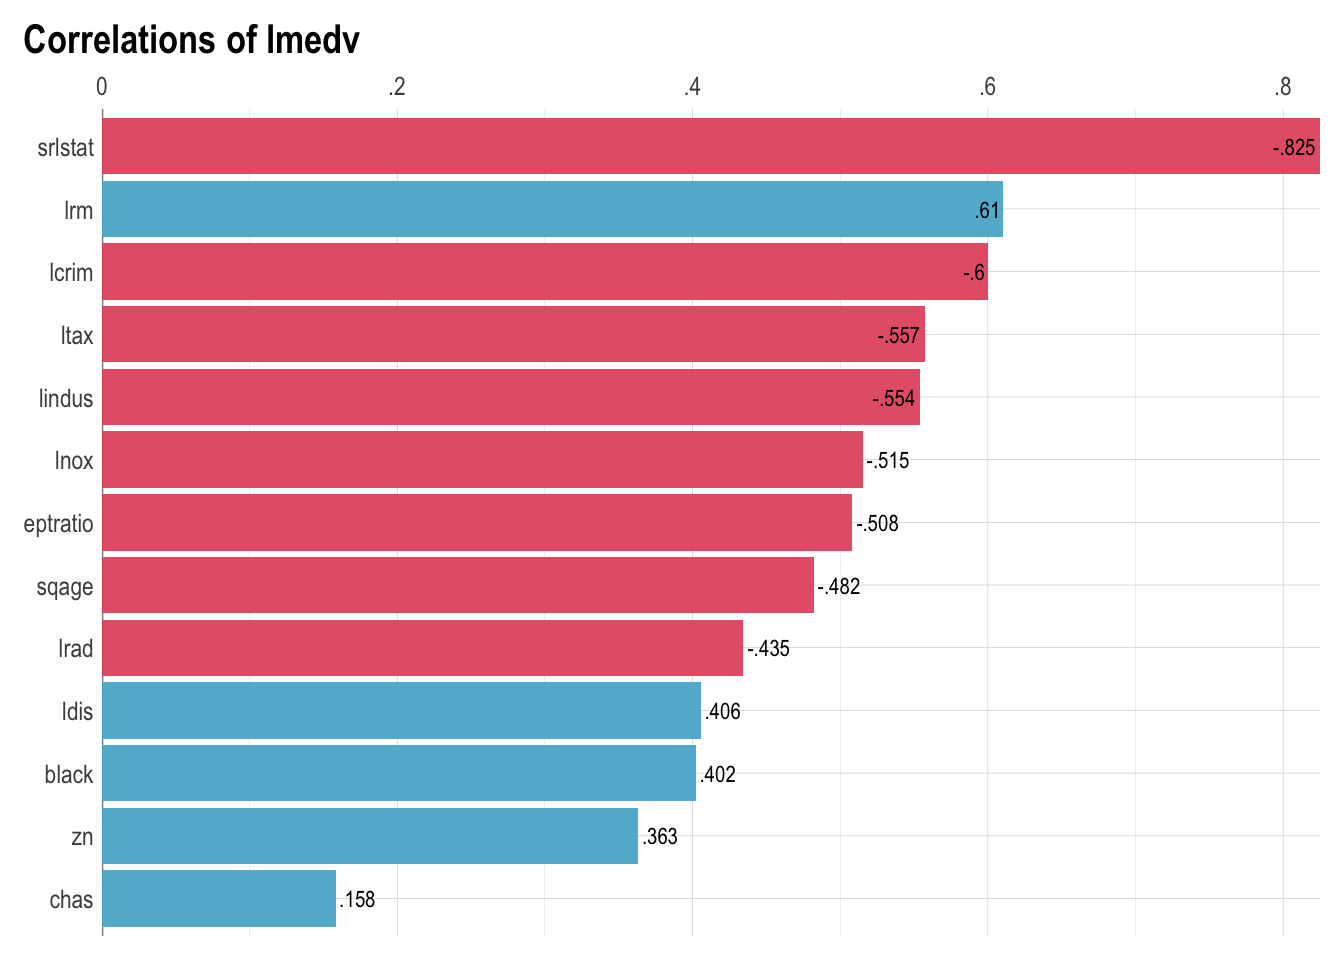 Correlations of lmedv
0 .2 .4 .6 .8
srlstat -.825
lrm .61
lcrim -.6
ltax -.557
lindus -.554
lnox -.515
eptratio -.508
sqage -.482
lrad -.435
ldis .406
black .402
zn .363
chas .158